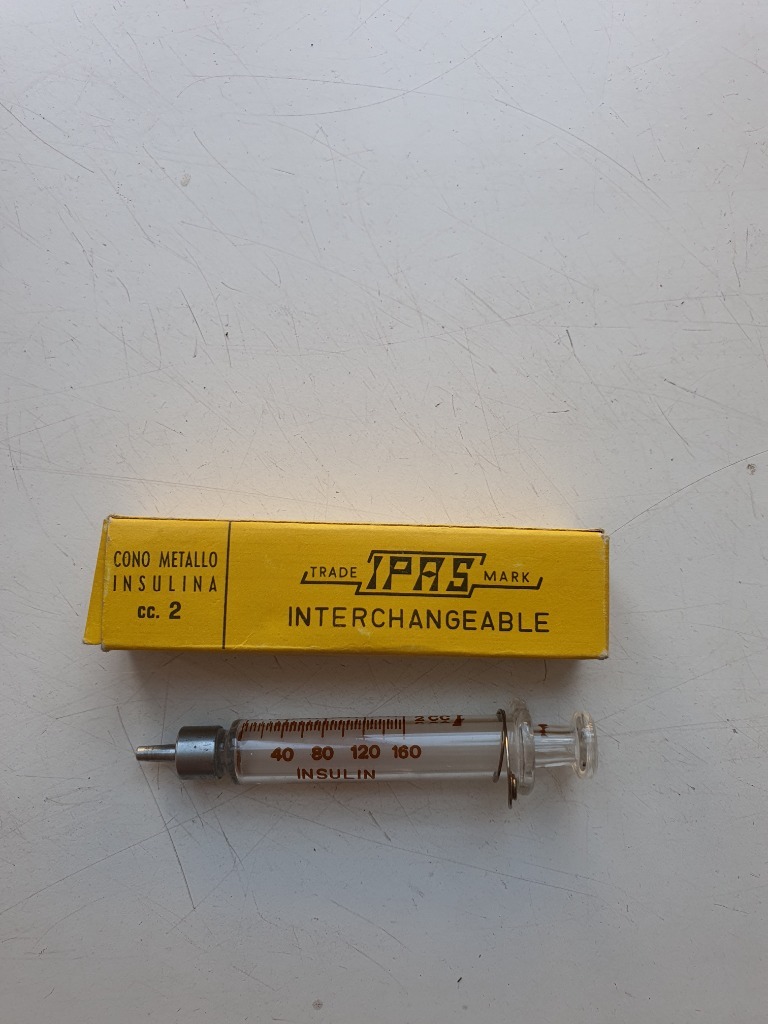 CONO METALLO
INSULINA
cc. 2
TRADE IPAS MARK
INTERCHANGEABLE
2 CC
40 80 120 160
INSULIN